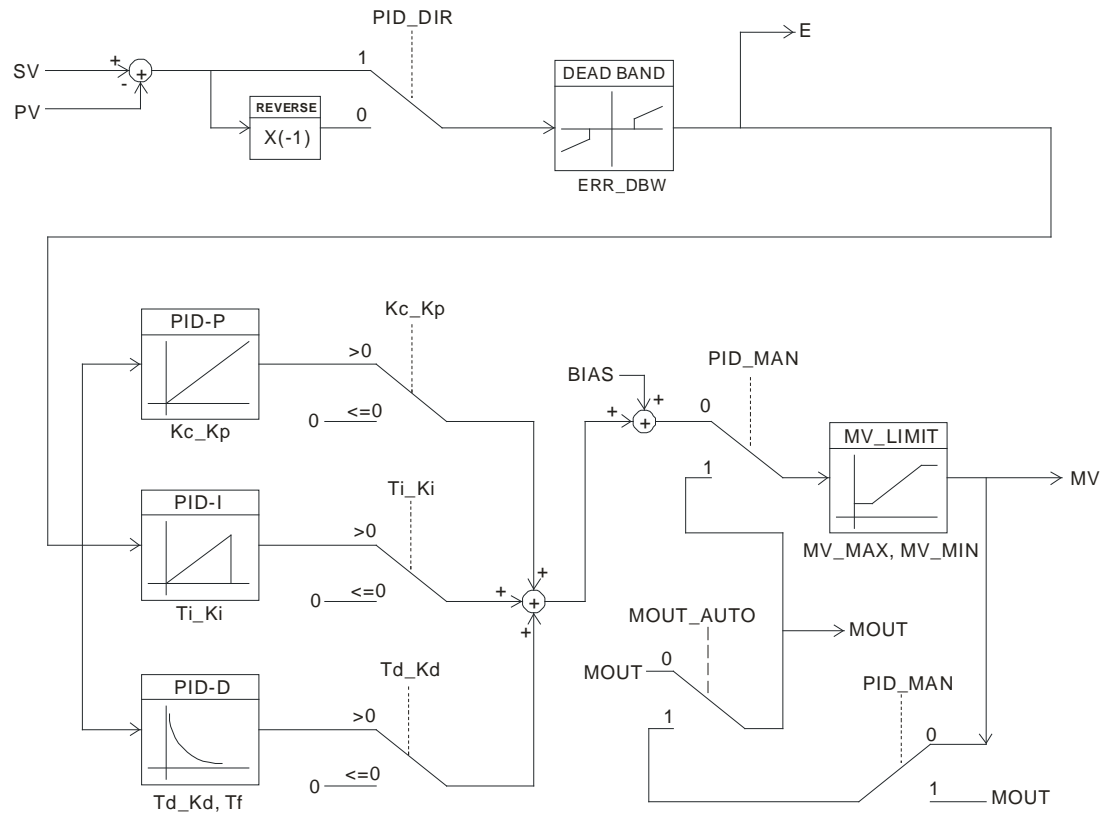 PID_DIR
E
SV
+
+
-
PV
1
REVERSE
X(-1)
0
DEAD BAND
ERR_DBW
PID-P
Kc_Kp
Kc_Kp
>0
0
<=0
PID-I
Ti_Ki
Ti_Ki
>0
0
<=0
PID-D
Td_Kd, Tf
Td_Kd
>0
0
<=0
+
+
+
+
BIAS
+
+
+
PID_MAN
0
1
MV_LIMIT
MV_MAX, MV_MIN
MV
MOUT_AUTO
MOUT
0
1
MOUT
PID_MAN
0
1
MOUT